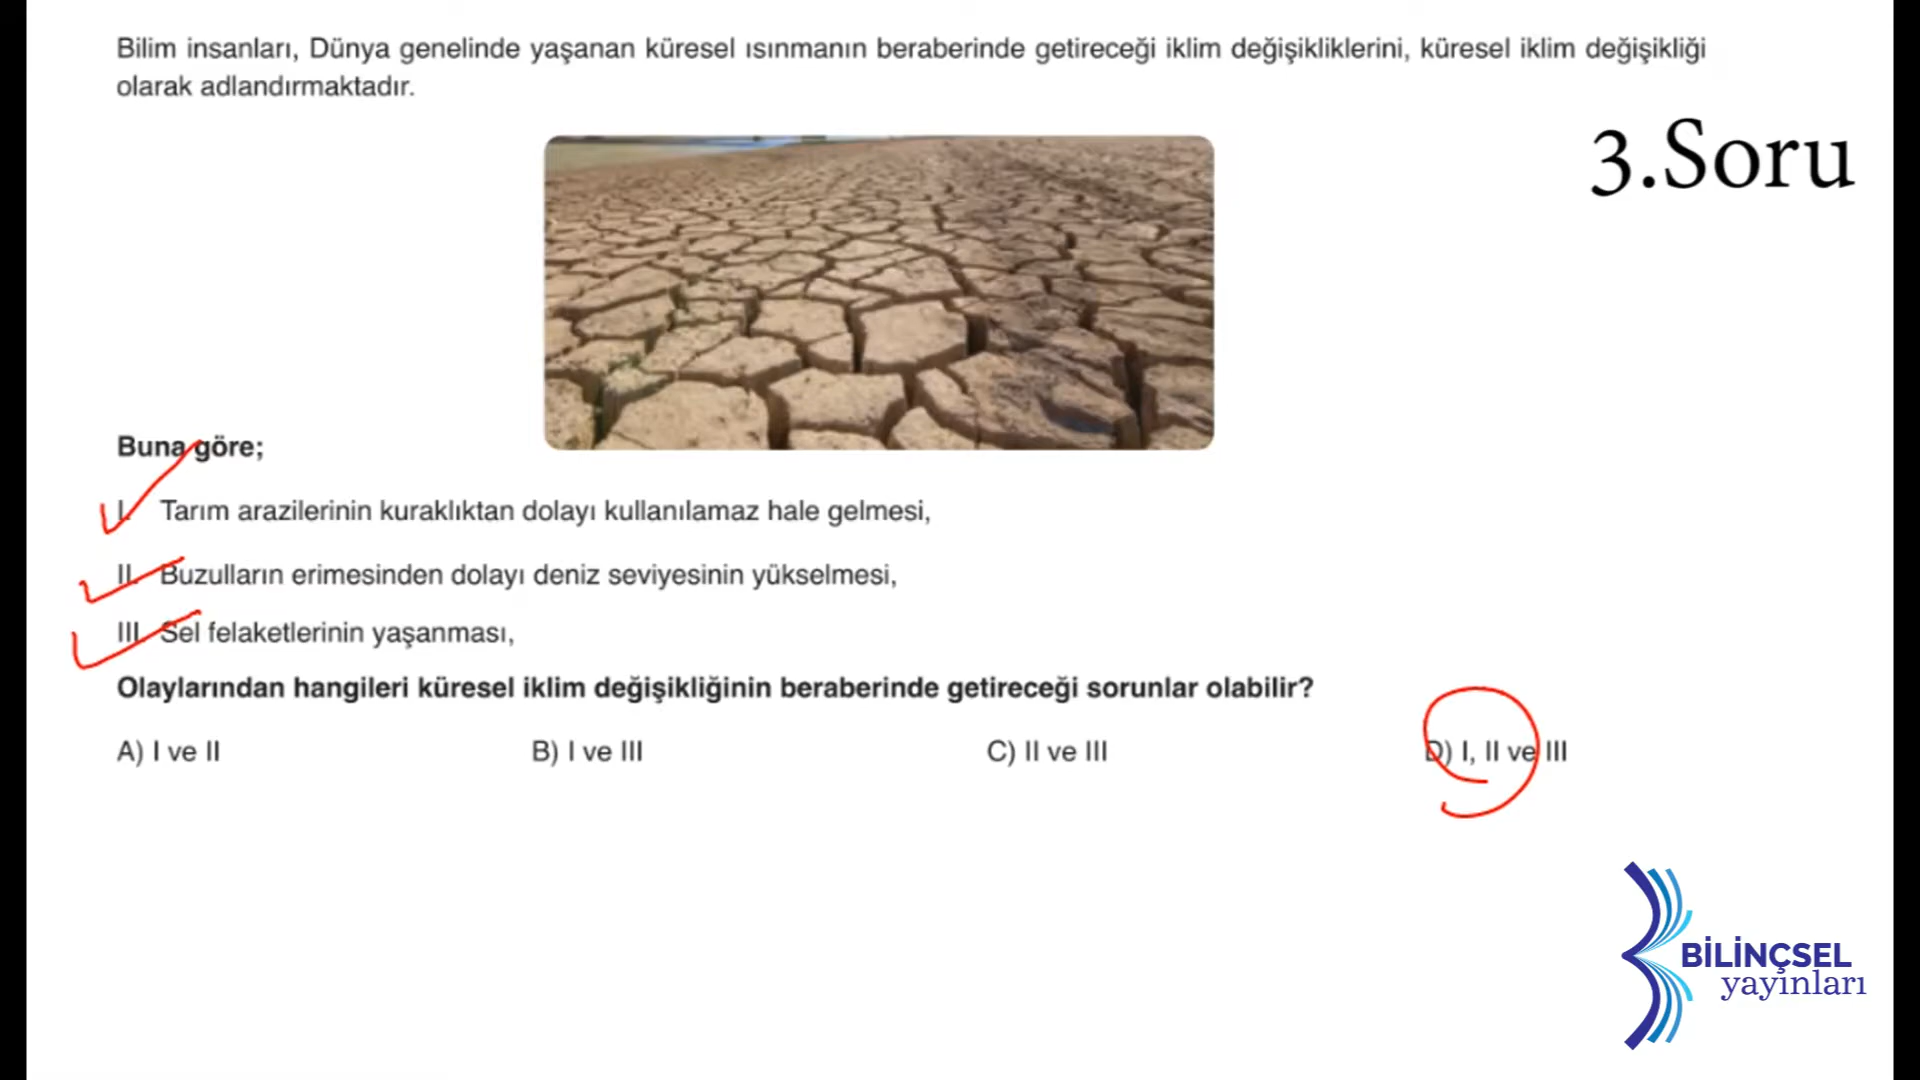 Bilim insanları, Dünya genelinde yaşanan küresel ısınmanın beraberinde getireceği iklim değişikliklerini, küresel iklim değişikliği
olarak adlandırmaktadır.
3.Soru
Buna göre;
I. Tarım arazilerinin kuraklıktan dolayı kullanılamaz hale gelmesi,
II. Buzulların erimesinden dolayı deniz seviyesinin yükselmesi,
III. Sel felaketlerinin yaşanması,
Olaylarından hangileri küresel iklim değişikliğinin beraberinde getireceği sorunlar olabilir?
A) I ve II B) I ve III C) II ve III D) I, II ve III
BİLİNÇSEL
yayınları